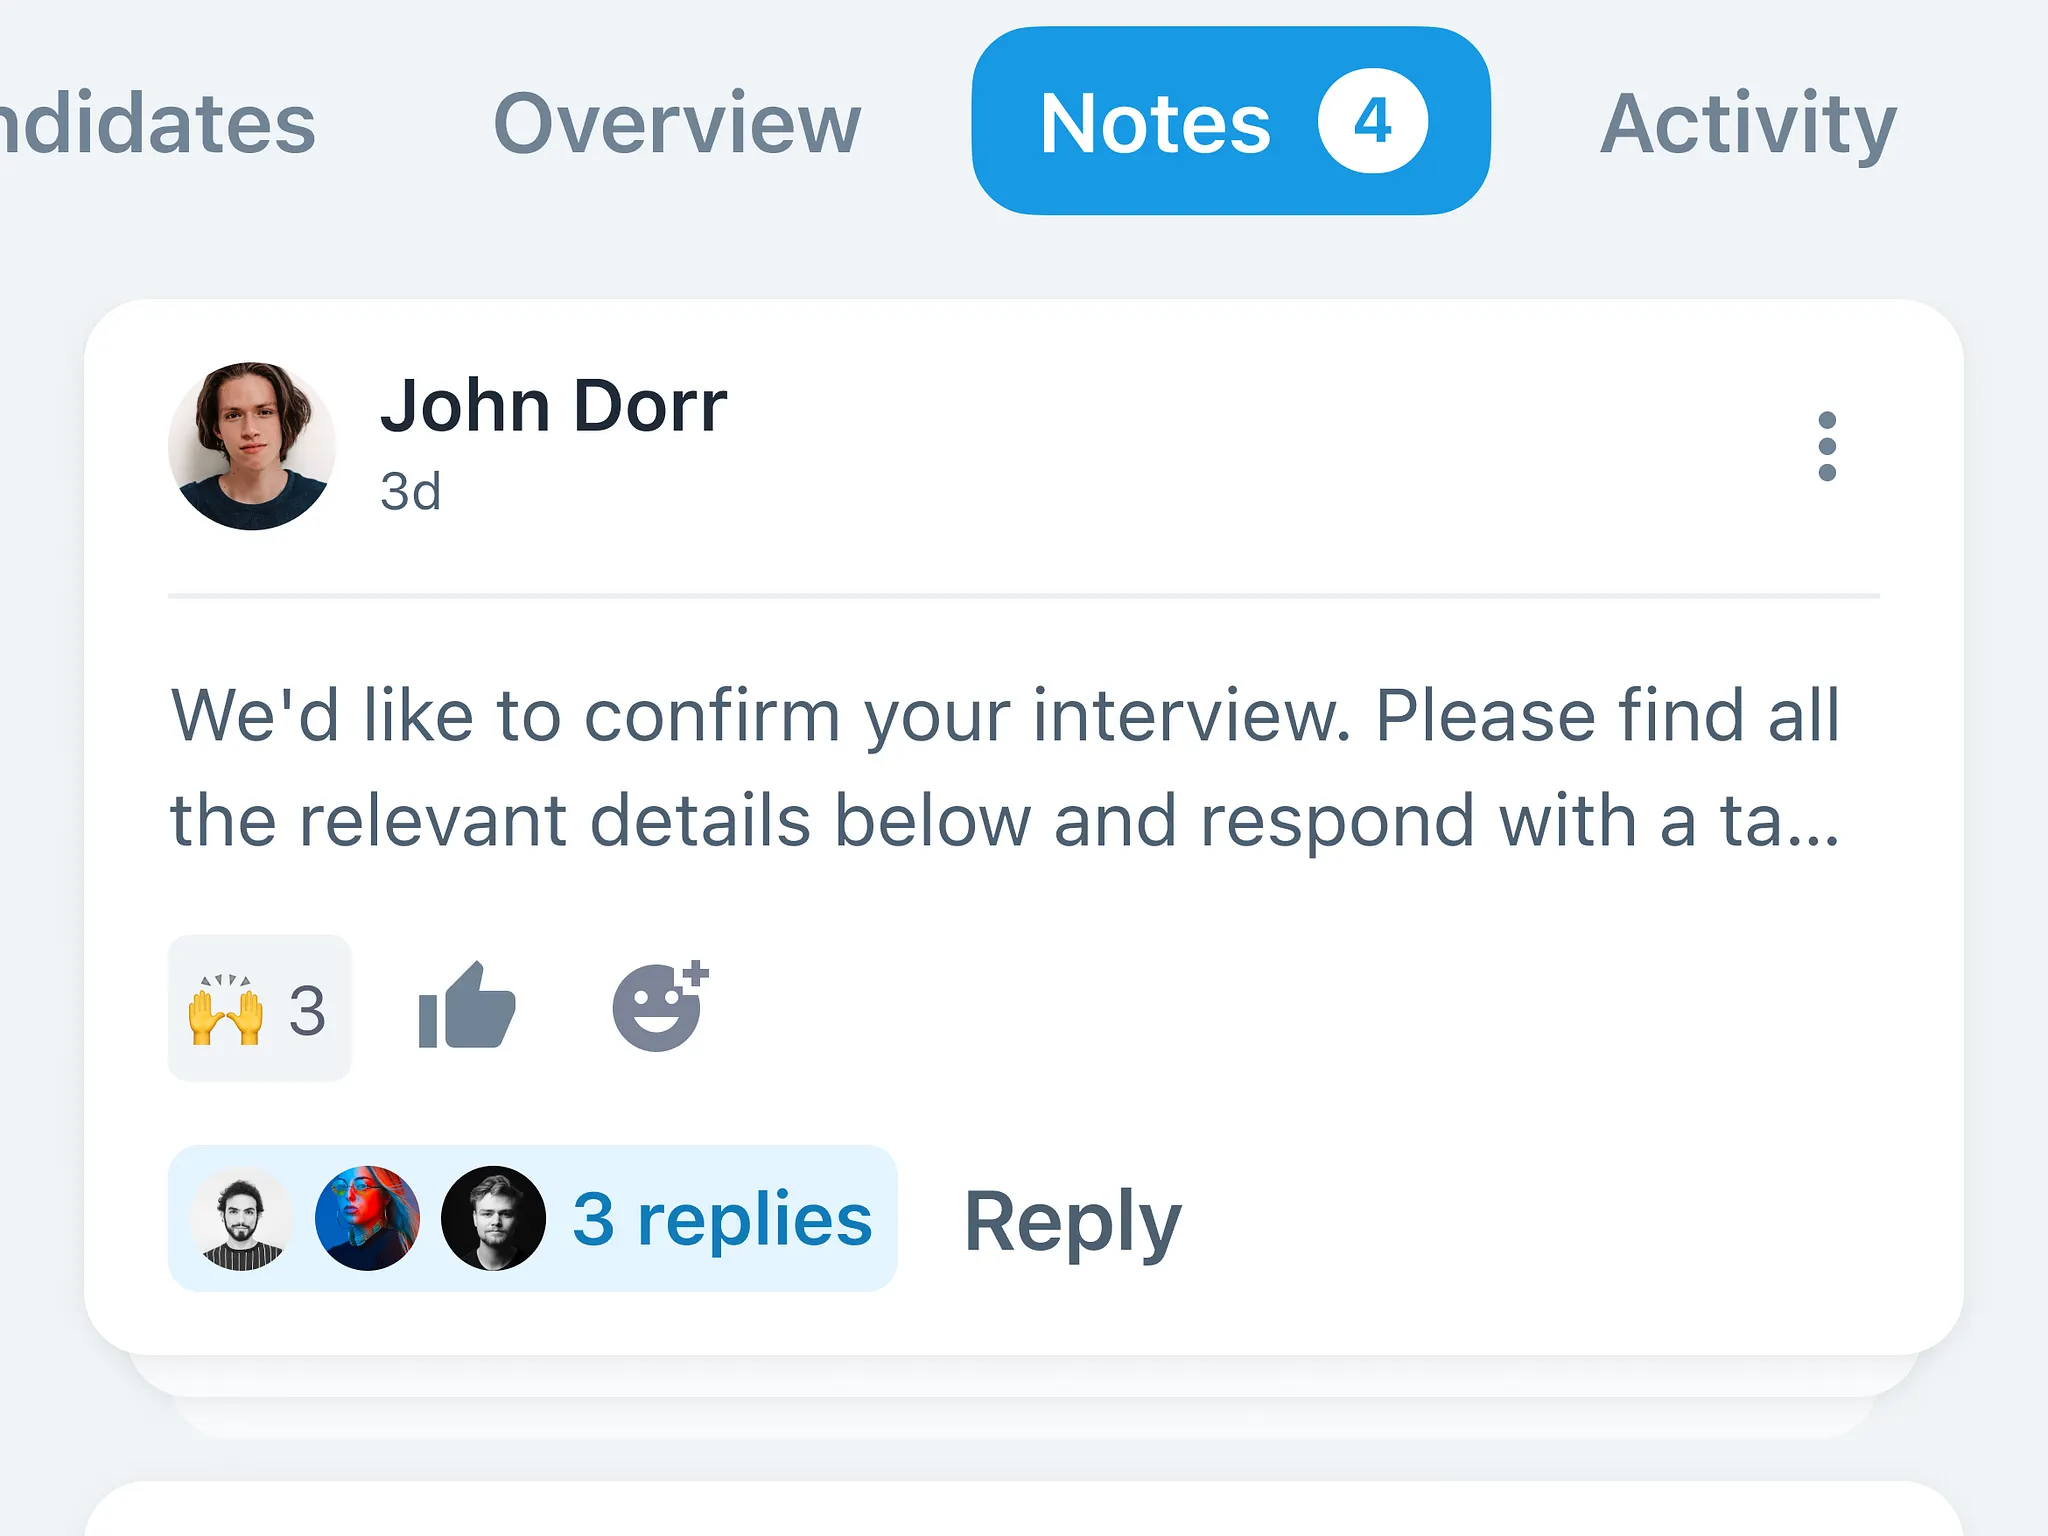 ndidates Overview Notes 4 Activity
John Dorr
3d
We'd like to confirm your interview. Please find all
the relevant details below and respond with a ta...
3
3 replies Reply